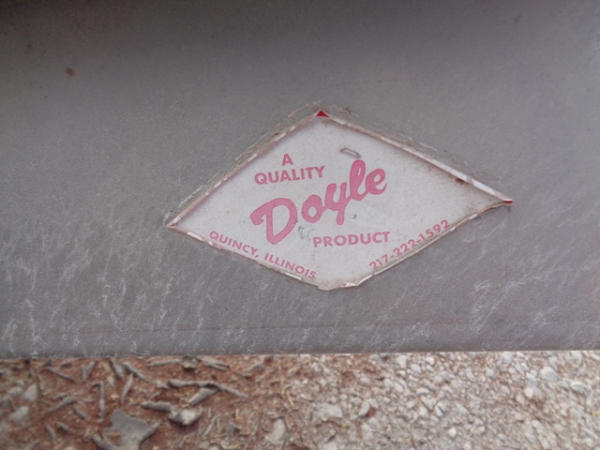 A
QUALITY
Doyle
PRODUCT
QUINCY, ILLINOIS
217-222-1592